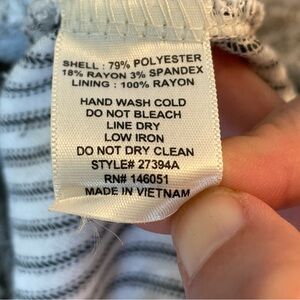 SHELL : 79% POLYESTER
18% RAYON 3% SPANDEX
LINING : 100% RAYON
HAND WASH COLD
DO NOT BLEACH
LINE DRY
LOW IRON
DO NOT DRY CLEAN
STYLE# 27394A
RN# 146051
MADE IN VIETNAM